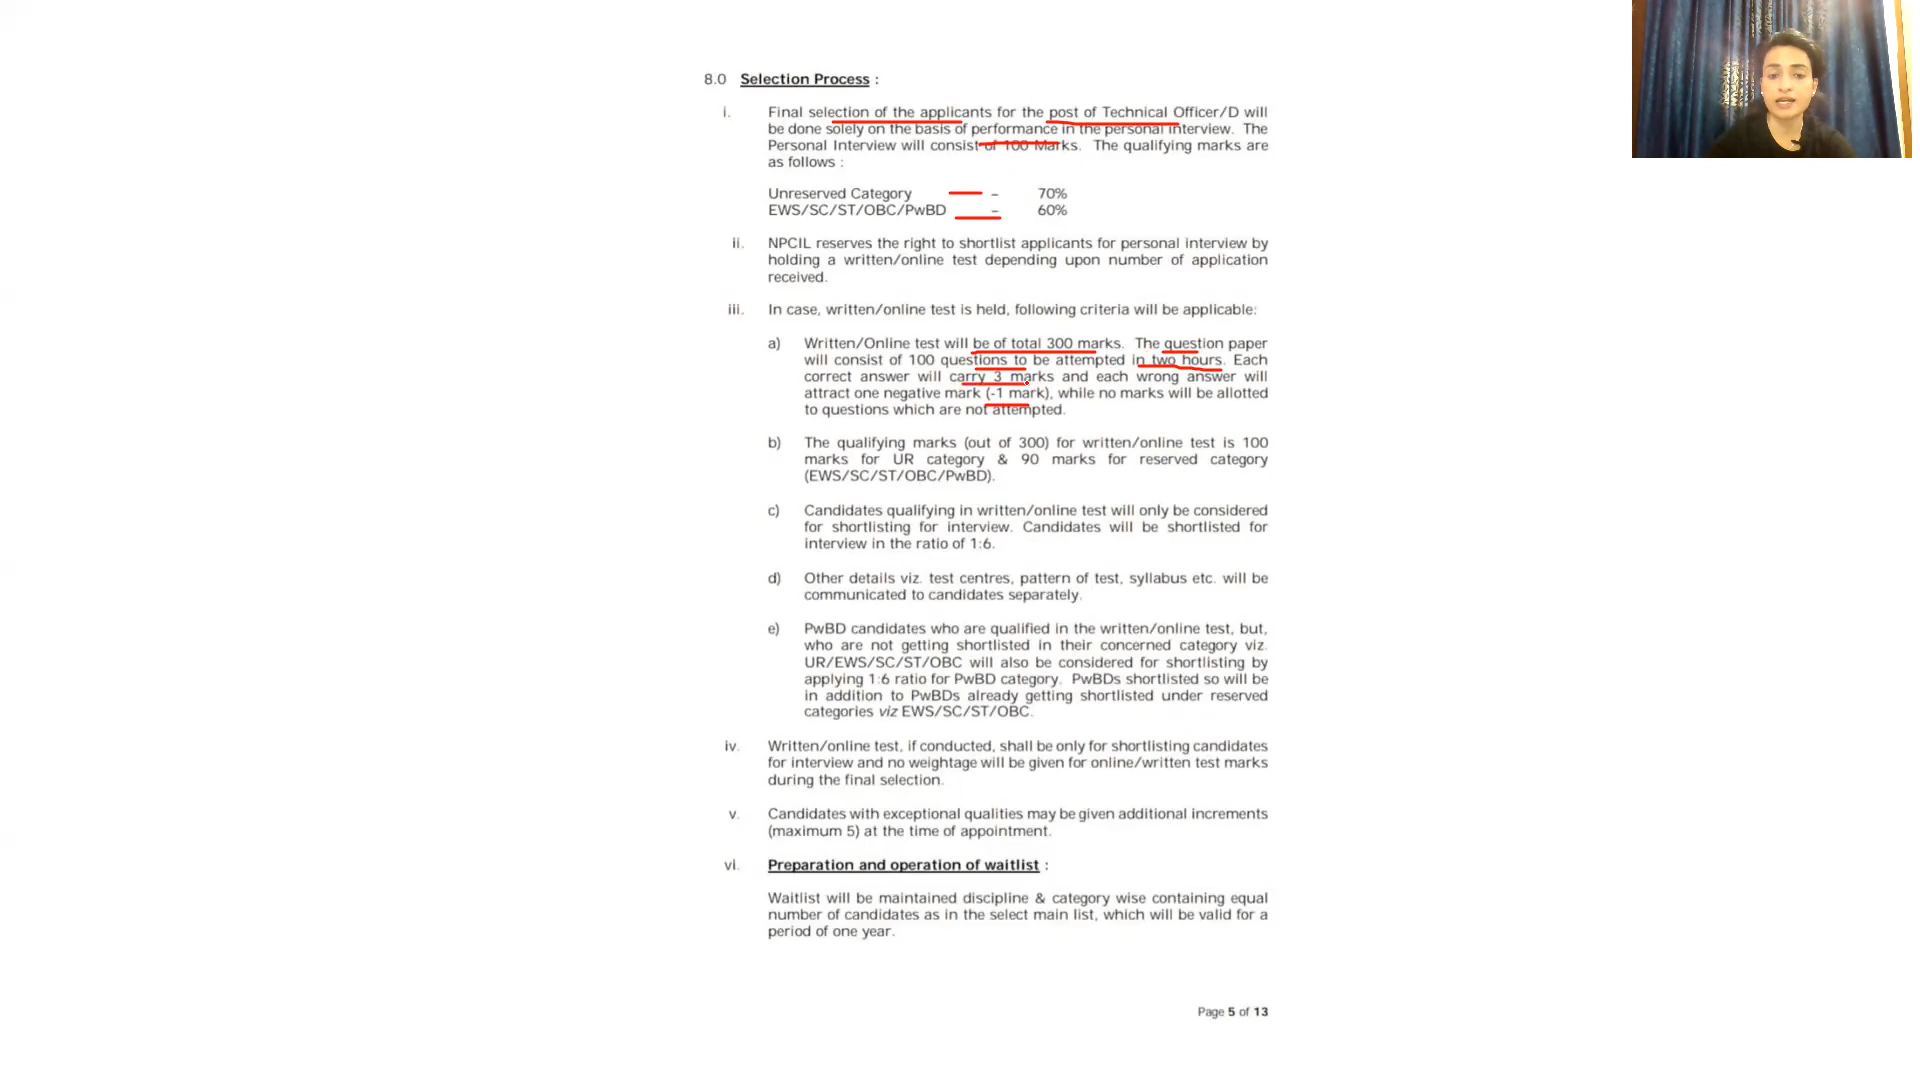 8.0 Selection Process :
i. Final selection of the applicants for the post of Technical Officer/D will
be done solely on the basis of performance in the personal interview. The
Personal Interview will consist of 100 Marks. The qualifying marks are
as follows :
Unreserved Category – 70%
EWS/SC/ST/OBC/PwBD – 60%
ii. NPCIL reserves the right to shortlist applicants for personal interview by
holding a written/online test depending upon number of application
received.
iii. In case, written/online test is held, following criteria will be applicable:
a) Written/Online test will be of total 300 marks. The question paper
will consist of 100 questions to be attempted in two hours. Each
correct answer will carry 3 marks and each wrong answer will
attract one negative mark (-1 mark), while no marks will be allotted
to questions which are not attempted.
b) The qualifying marks (out of 300) for written/online test is 100
marks for UR category & 90 marks for reserved category
(EWS/SC/ST/OBC/PwBD).
c) Candidates qualifying in written/online test will only be considered
for shortlisting for interview. Candidates will be shortlisted for
interview in the ratio of 1:6.
d) Other details viz. test centres, pattern of test, syllabus etc. will be
communicated to candidates separately.
e) PwBD candidates who are qualified in the written/online test, but,
who are not getting shortlisted in their concerned category viz.
UR/EWS/SC/ST/OBC will also be considered for shortlisting by
applying 1:6 ratio for PwBD category. PwBDs shortlisted so will be
in addition to PwBDs already getting shortlisted under reserved
categories viz EWS/SC/ST/OBC.
iv. Written/online test, if conducted, shall be only for shortlisting candidates
for interview and no weightage will be given for online/written test marks
during the final selection.
v. Candidates with exceptional qualities may be given additional increments
(maximum 5) at the time of appointment.
vi. Preparation and operation of waitlist :
Waitlist will be maintained discipline & category wise containing equal
number of candidates as in the select main list, which will be valid for a
period of one year.
Page 5 of 13